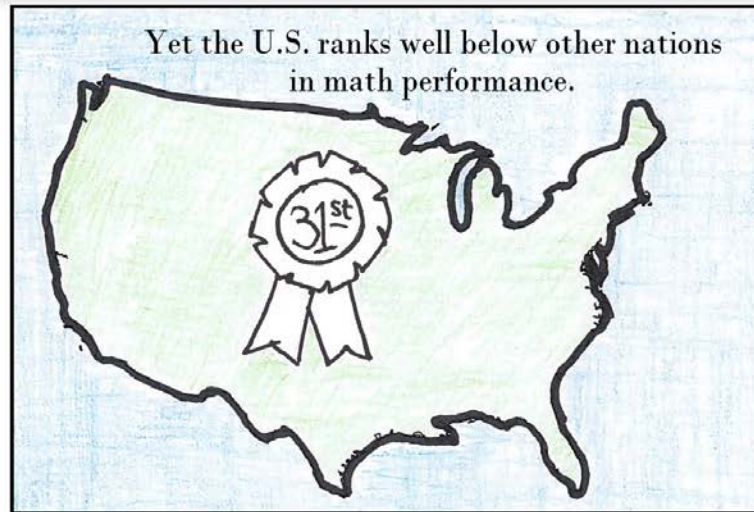 Yet the U.S. ranks well below other nations
in math performance.
31st